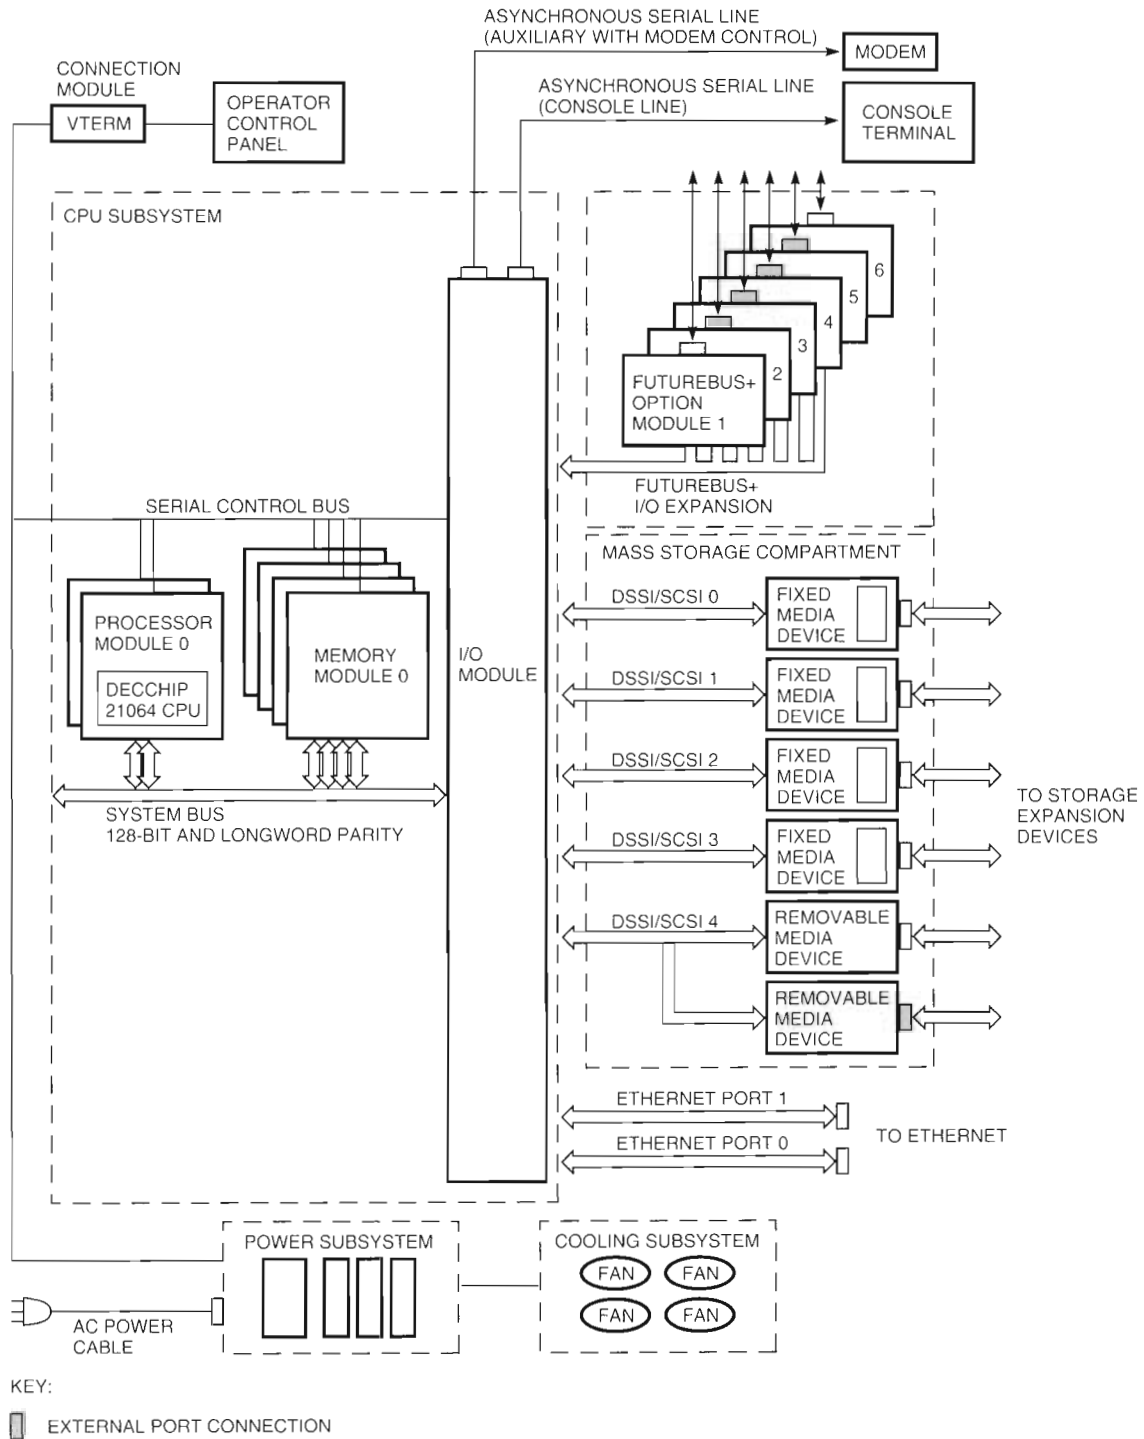 ASYNCHRONOUS SERIAL LINE
(AUXILIARY WITH MODEM CONTROL)
MODEM
CONNECTION
MODULE
VTERM
OPERATOR
CONTROL
PANEL
ASYNCHRONOUS SERIAL LINE
(CONSOLE LINE)
CONSOLE
TERMINAL
CPU SUBSYSTEM
6
5
4
3
2
FUTUREBUS+
OPTION
MODULE 1
FUTUREBUS+
I/O EXPANSION
SERIAL CONTROL BUS
PROCESSOR
MODULE 0
DECCHIP
21064 CPU
MEMORY
MODULE 0
I/O
MODULE
SYSTEM BUS
128-BIT AND LONGWORD PARITY
MASS STORAGE COMPARTMENT
DSSI/SCSI 0
FIXED
MEDIA
DEVICE
DSSI/SCSI 1
FIXED
MEDIA
DEVICE
DSSI/SCSI 2
FIXED
MEDIA
DEVICE
DSSI/SCSI 3
FIXED
MEDIA
DEVICE
DSSI/SCSI 4
REMOVABLE
MEDIA
DEVICE
REMOVABLE
MEDIA
DEVICE
TO STORAGE
EXPANSION
DEVICES
ETHERNET PORT 1
ETHERNET PORT 0
TO ETHERNET
POWER SUBSYSTEM
COOLING SUBSYSTEM
FAN
FAN
FAN
FAN
AC POWER
CABLE
KEY:
EXTERNAL PORT CONNECTION